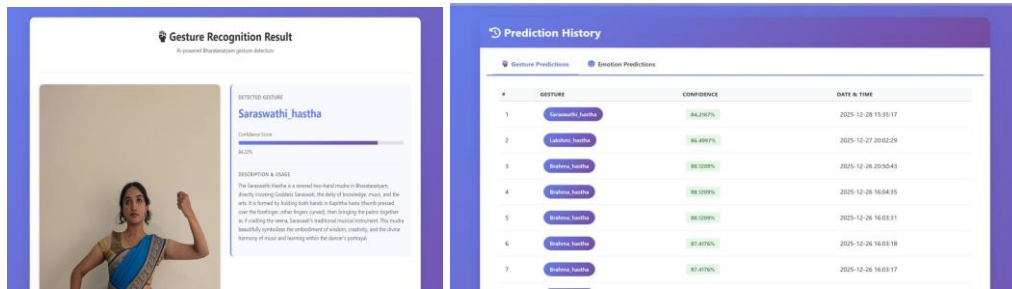 Gesture Recognition Result
AI-powered Bharatanatyam gesture detection
DETECTED GESTURE
Saraswathi_hastha
Confidence Score
84.22%
DESCRIPTION & USAGE
The Saraswathi Hastha is a revered two-hand mudra in Bharatanatyam,
directly invoking Goddess Saraswati, the deity of knowledge, music, and the
arts. It is formed by holding both hands in Kapittha hasta (thumb pressed
over the forefinger, other fingers curved), then bringing the palms together
as if cradling the veena, Saraswati's traditional musical instrument. This mudra
beautifully symbolizes the embodiment of wisdom, creativity, and the divine
harmony of music and learning within the dancer's portrayal.
Prediction History
Gesture Predictions Emotion Predictions
# GESTURE CONFIDENCE DATE & TIME
1 Saraswathi_hastha 84.2167% 2025-12-28 15:35:17
2 Lakshmi_hastha 86.4997% 2025-12-27 20:02:29
3 Brahma_hastha 88.1209% 2025-12-26 20:50:43
4 Brahma_hastha 88.1209% 2025-12-26 16:04:35
5 Brahma_hastha 88.1209% 2025-12-26 16:03:31
6 Brahma_hastha 87.4176% 2025-12-26 16:03:18
7 Brahma_hastha 87.4176% 2025-12-26 16:03:17